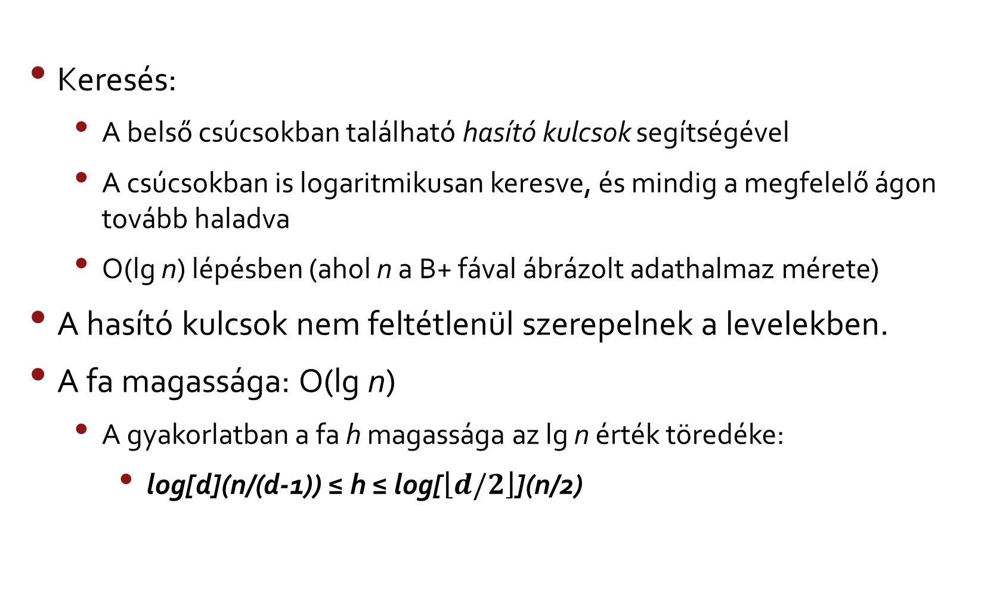 • Keresés:
• A belső csúcsokban található hasító kulcsok segítségével
• A csúcsokban is logaritmikusan keresve, és mindig a megfelelő ágon
tovább haladva
• O(lg n) lépésben (ahol n a B+ fával ábrázolt adathalmaz mérete)
• A hasító kulcsok nem feltétlenül szerepelnek a levelekben.
• A fa magassága: O(lg n)
• A gyakorlatban a fa h magassága az lg n érték töredéke:
• log[d](n/(d-1)) ≤ h ≤ log[⌊d/2⌋](n/2)